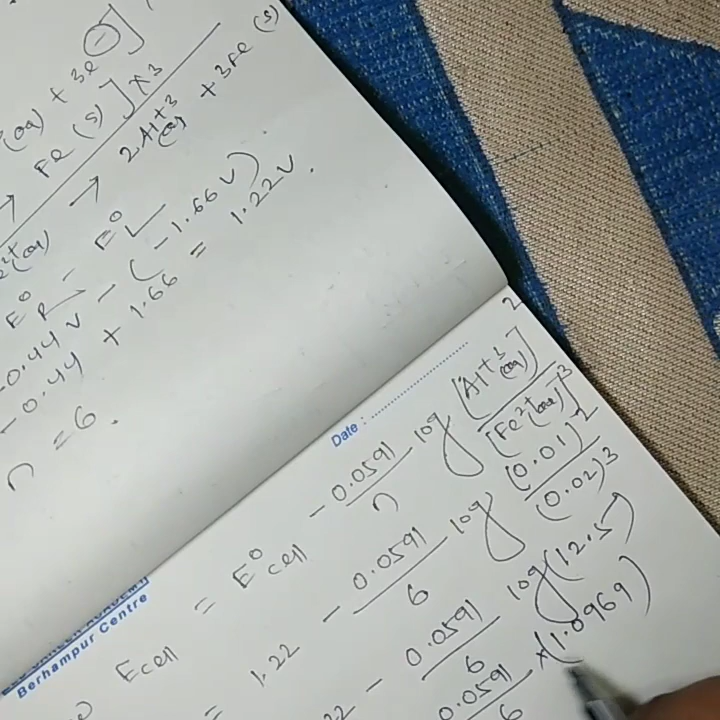 (aq) + 3e⊖]
→ Fe (s)] × 3
2+(aq) → 2Al+3(aq) + 3Fe (s)
E°R - E°L
-0.44 V - (-1.66 V)
-0.44 + 1.66 = 1.22 V.
n = 6.
Date :
Berhampur Centre
Ecell = E°cell - 0.0591/n log [Al+3(aq)]2/[Fe2+(aq)]3
= 1.22 - 0.0591/6 log (0.01)2/(0.02)3
22 - 0.0591/6 log (12.5)
0.0591/6 × (1.0969)